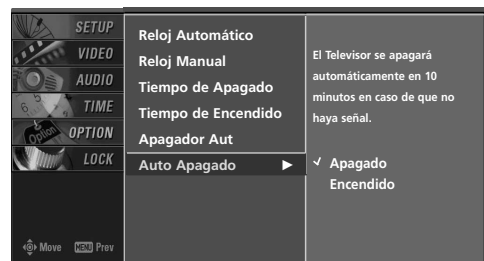 SETUP
VIDEO
AUDIO
TIME
OPTION
LOCK
Move MENU Prev
Reloj Automático
Reloj Manual
Tiempo de Apagado
Tiempo de Encendido
Apagador Aut
Auto Apagado
El Televisor se apagará
automáticamente en 10
minutos en caso de que no
haya señal.
Apagado
Encendido